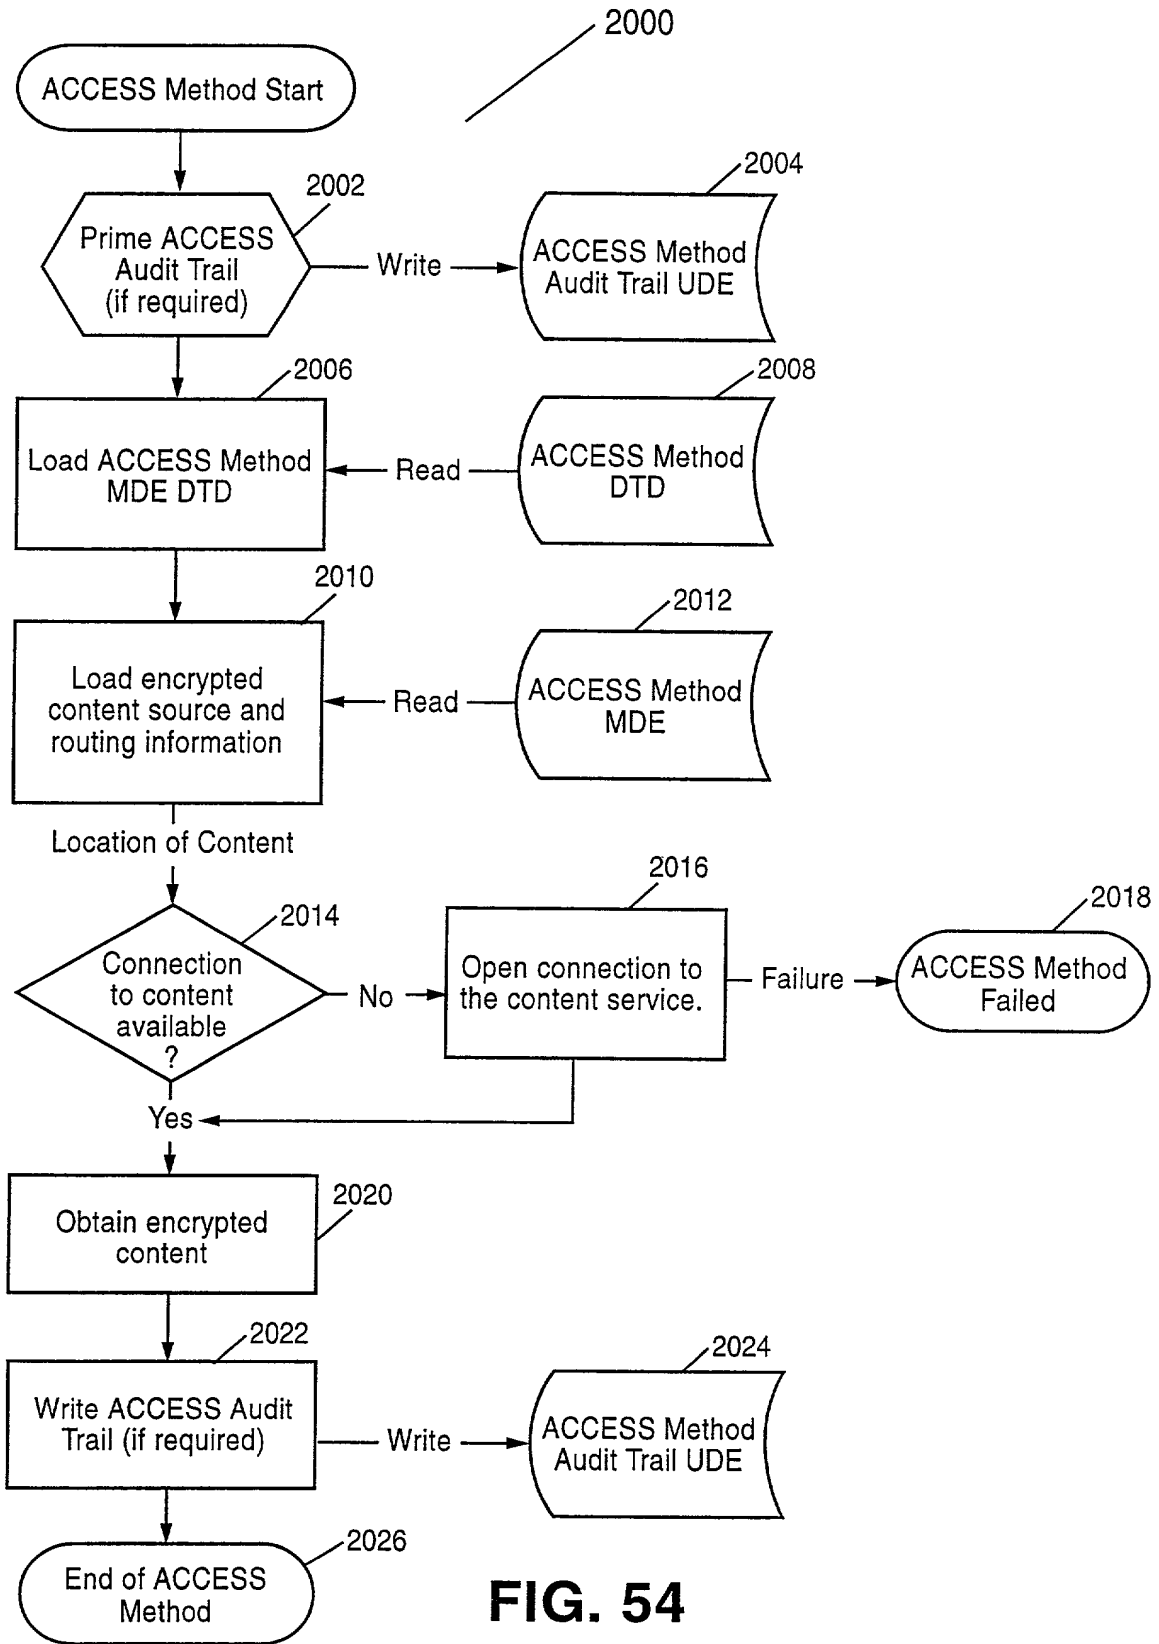 2000
ACCESS Method Start
2002
Prime ACCESS
Audit Trail
(if required)
Write
2004
ACCESS Method
Audit Trail UDE
2006
Load ACCESS Method
MDE DTD
Read
2008
ACCESS Method
DTD
2010
Load encrypted
content source and
routing information
Read
2012
ACCESS Method
MDE
Location of Content
2014
Connection
to content
available
?
No
2016
Open connection to
the content service.
Failure
2018
ACCESS Method
Failed
Yes
2020
Obtain encrypted
content
2022
Write ACCESS Audit
Trail (if required)
Write
2024
ACCESS Method
Audit Trail UDE
2026
End of ACCESS
Method
FIG. 54